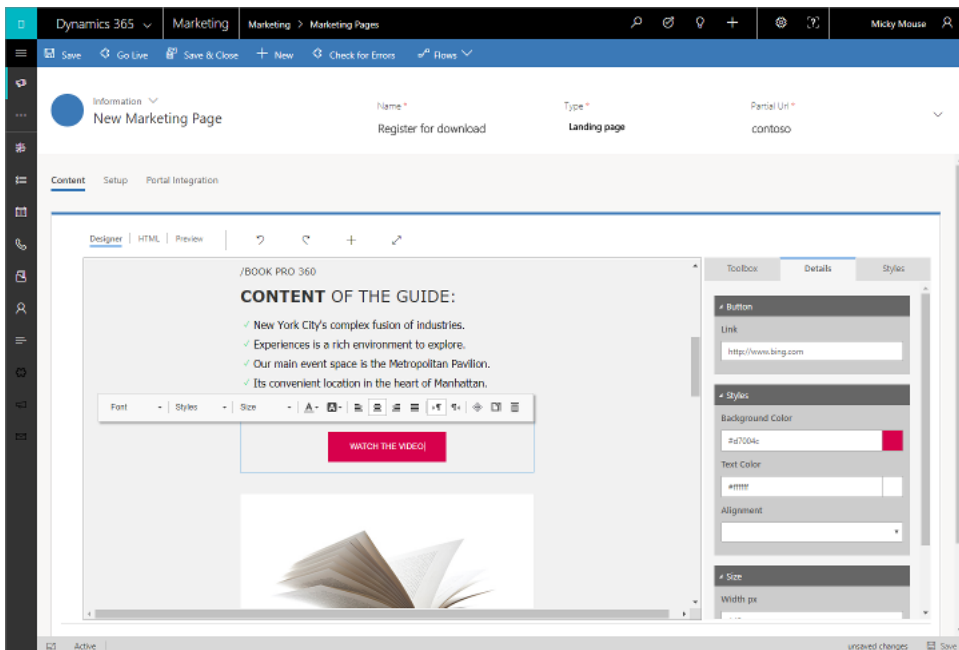 Dynamics 365 Marketing Marketing > Marketing Pages Micky Mouse
Save Go Live Save & Close + New Check for Errors Flows
Information
New Marketing Page
Name *
Register for download
Type *
Landing page
Partial Url *
contoso
Content Setup Portal Integration
Designer | HTML | Preview
/BOOK PRO 360
CONTENT OF THE GUIDE:
✓ New York City's complex fusion of industries.
✓ Experiences is a rich environment to explore.
✓ Our main event space is the Metropolitan Pavilion.
✓ Its convenient location in the heart of Manhattan.
Font Styles Size
WATCH THE VIDEO
Toolbox Details Styles
Button
Link
http://www.bing.com
Styles
Background Color
#d7004c
Text Color
#ffffff
Alignment
Size
Width px
Active unsaved changes Save